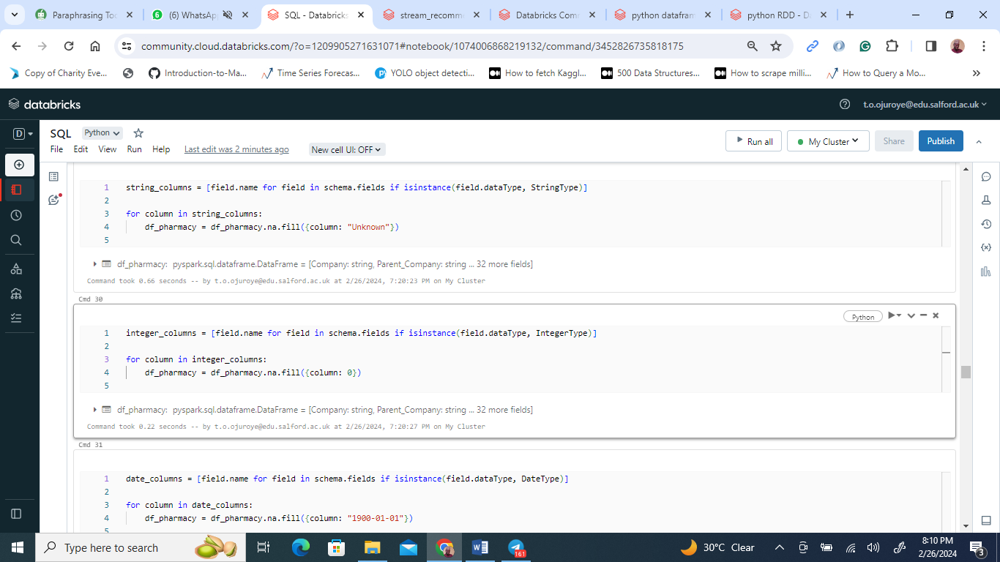 Paraphrasing Too
(6) WhatsAp
SQL - Databricks
stream_recomm
Databricks Com
python datafram
python RDD - Da
community.cloud.databricks.com/?o=1209905271631071#notebook/1074006868219132/command/3452826735818175
Copy of Charity Eve...
Introduction-to-Ma...
Time Series Forecas...
YOLO object detecti...
How to fetch Kaggl...
500 Data Structures...
How to scrape milli...
How to Query a Mo...
databricks
t.o.ojuroye@edu.salford.ac.uk
D
SQL
Python
File Edit View Run Help
Last edit was 2 minutes ago
New cell UI: OFF
Run all
My Cluster
Share
Publish
1 string_columns = [field.name for field in schema.fields if isinstance(field.dataType, StringType)]
2
3 for column in string_columns:
4 df_pharmacy = df_pharmacy.na.fill({column: "Unknown"})
5
df_pharmacy: pyspark.sql.dataframe.DataFrame = [Company: string, Parent_Company: string ... 32 more fields]
Command took 0.66 seconds -- by t.o.ojuroye@edu.salford.ac.uk at 2/26/2024, 7:20:23 PM on My Cluster
Cmd 30
Python
1 integer_columns = [field.name for field in schema.fields if isinstance(field.dataType, IntegerType)]
2
3 for column in integer_columns:
4 df_pharmacy = df_pharmacy.na.fill({column: 0})
5
df_pharmacy: pyspark.sql.dataframe.DataFrame = [Company: string, Parent_Company: string ... 32 more fields]
Command took 0.22 seconds -- by t.o.ojuroye@edu.salford.ac.uk at 2/26/2024, 7:20:27 PM on My Cluster
Cmd 31
1 date_columns = [field.name for field in schema.fields if isinstance(field.dataType, DateType)]
2
3 for column in date_columns:
4 df_pharmacy = df_pharmacy.na.fill({column: "1900-01-01"})
5
Type here to search
161
30°C Clear
8:10 PM
2/26/2024
3